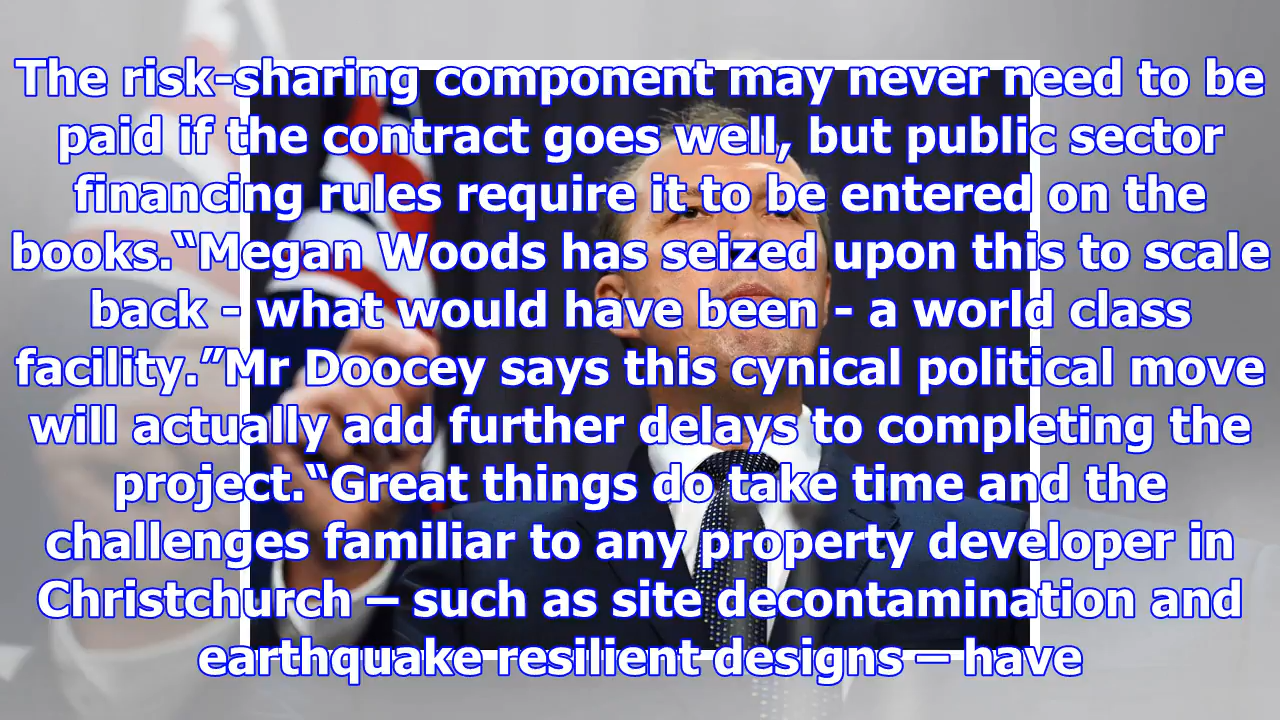 The risk-sharing component may never need to be
paid if the contract goes well, but public sector
financing rules require it to be entered on the
books.“Megan Woods has seized upon this to scale
back - what would have been - a world class
facility.”Mr Doocey says this cynical political move
will actually add further delays to completing the
project.“Great things do take time and the
challenges familiar to any property developer in
Christchurch – such as site decontamination and
earthquake resilient designs – have